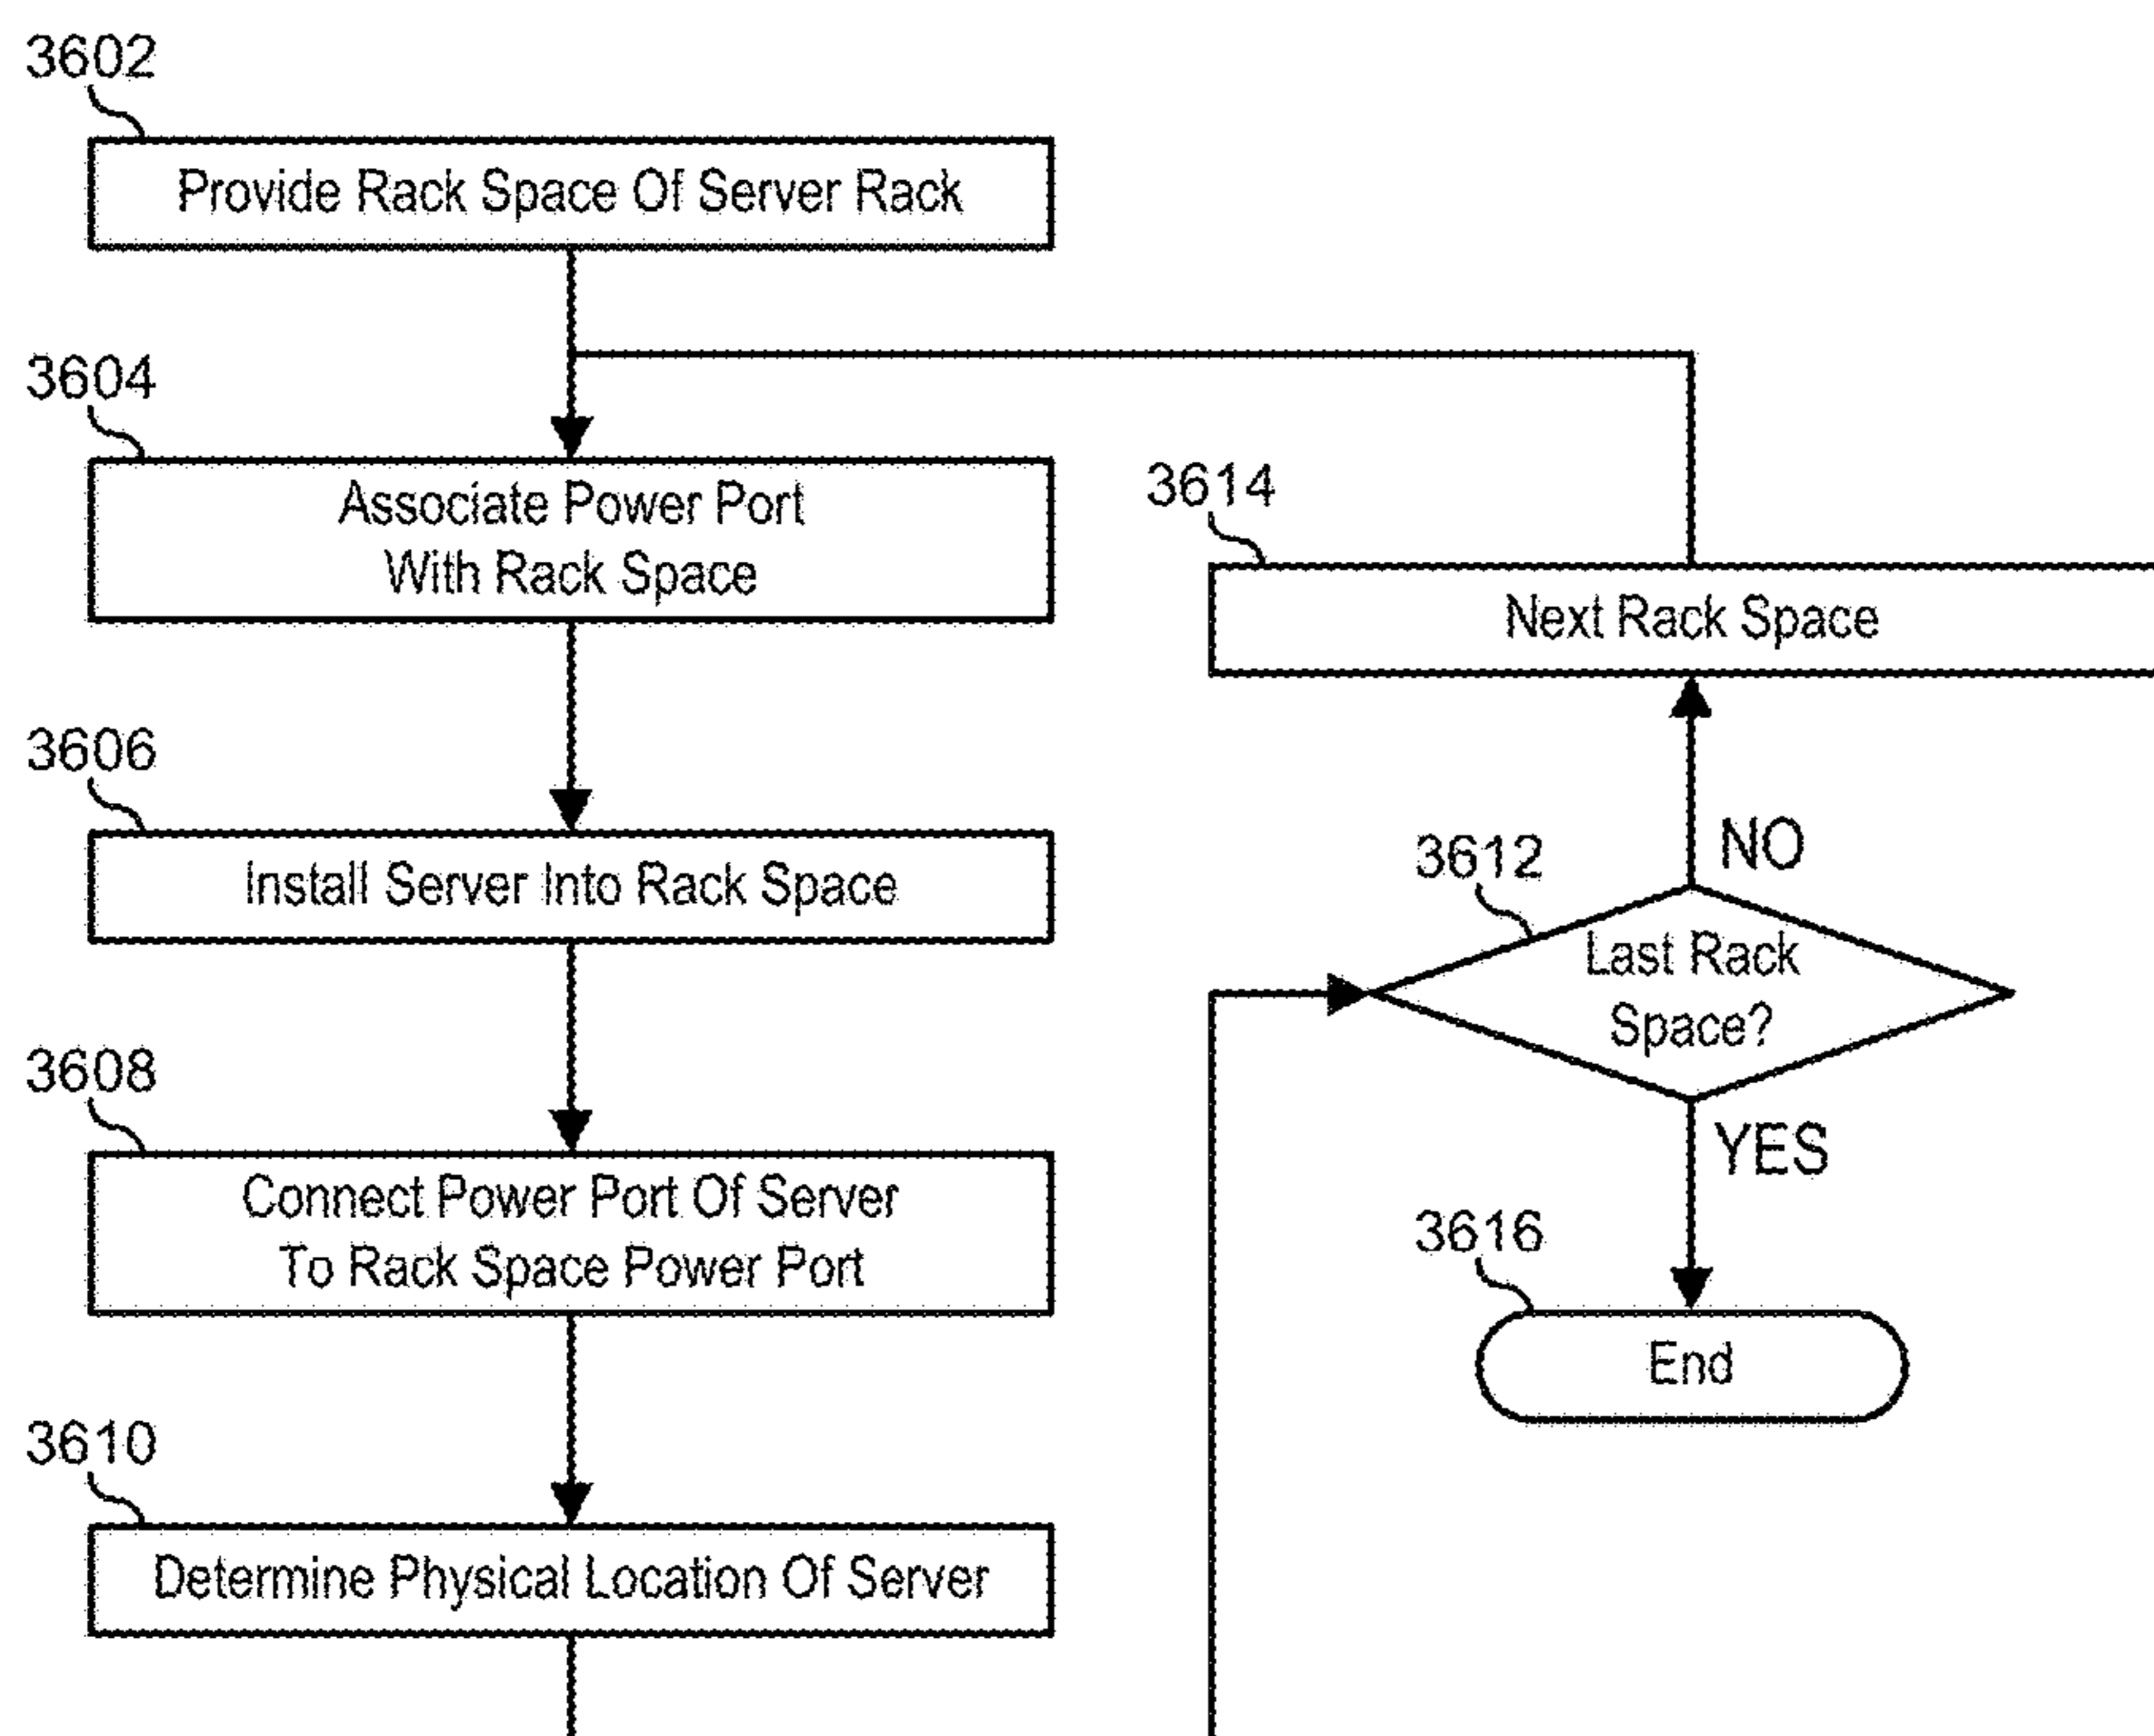 3602
Provide Rack Space Of Server Rack
3604
Associate Power Port
With Rack Space
3606
Install Server Into Rack Space
3608
Connect Power Port Of Server
To Rack Space Power Port
3610
Determine Physical Location Of Server
3614
Next Rack Space
NO
3612
Last Rack
Space?
YES
3616
End